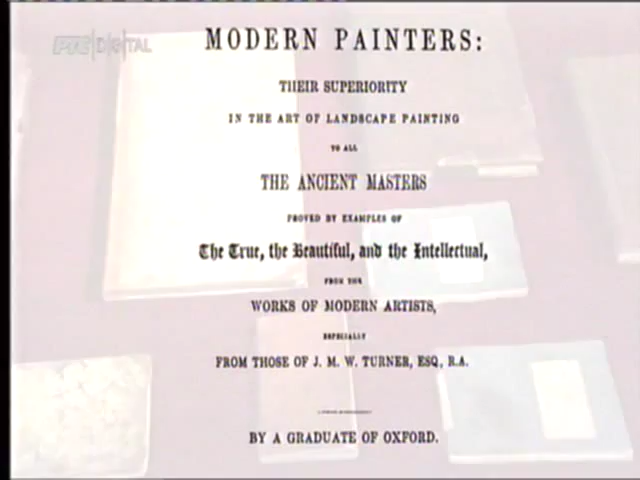 MODERN PAINTERS:
THEIR SUPERIORITY
IN THE ART OF LANDSCAPE PAINTING
TO ALL
THE ANCIENT MASTERS
PROVED BY EXAMPLES OF
The True, the Beautiful, and the Intellectual,
FROM THE
WORKS OF MODERN ARTISTS,
ESPECIALLY
FROM THOSE OF J. M. W. TURNER, ESQ., R.A.
BY A GRADUATE OF OXFORD.